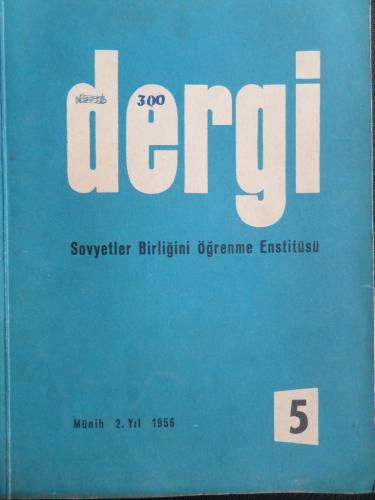 dergi
300
Sovyetler Birliğini öğrenme Enstitüsü
Münih 2. Yıl 1956
5